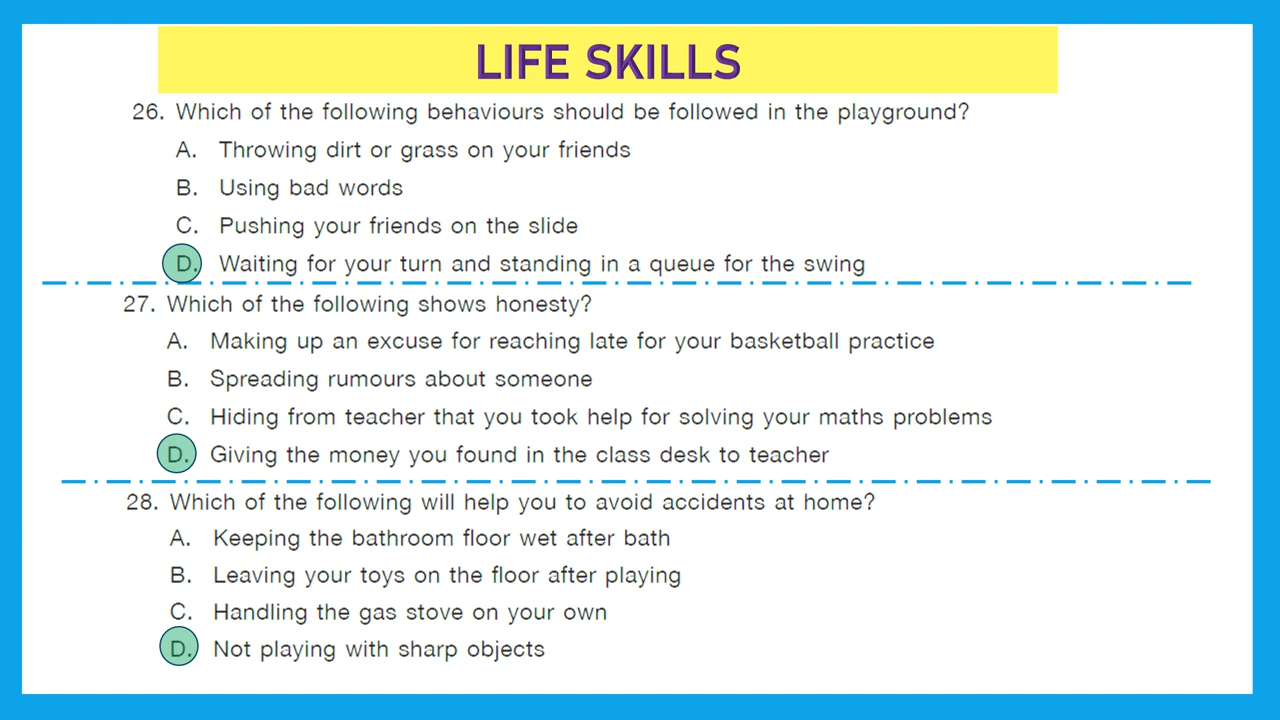 LIFE SKILLS
26. Which of the following behaviours should be followed in the playground?
A. Throwing dirt or grass on your friends
B. Using bad words
C. Pushing your friends on the slide
D. Waiting for your turn and standing in a queue for the swing
27. Which of the following shows honesty?
A. Making up an excuse for reaching late for your basketball practice
B. Spreading rumours about someone
C. Hiding from teacher that you took help for solving your maths problems
D. Giving the money you found in the class desk to teacher
28. Which of the following will help you to avoid accidents at home?
A. Keeping the bathroom floor wet after bath
B. Leaving your toys on the floor after playing
C. Handling the gas stove on your own
D. Not playing with sharp objects